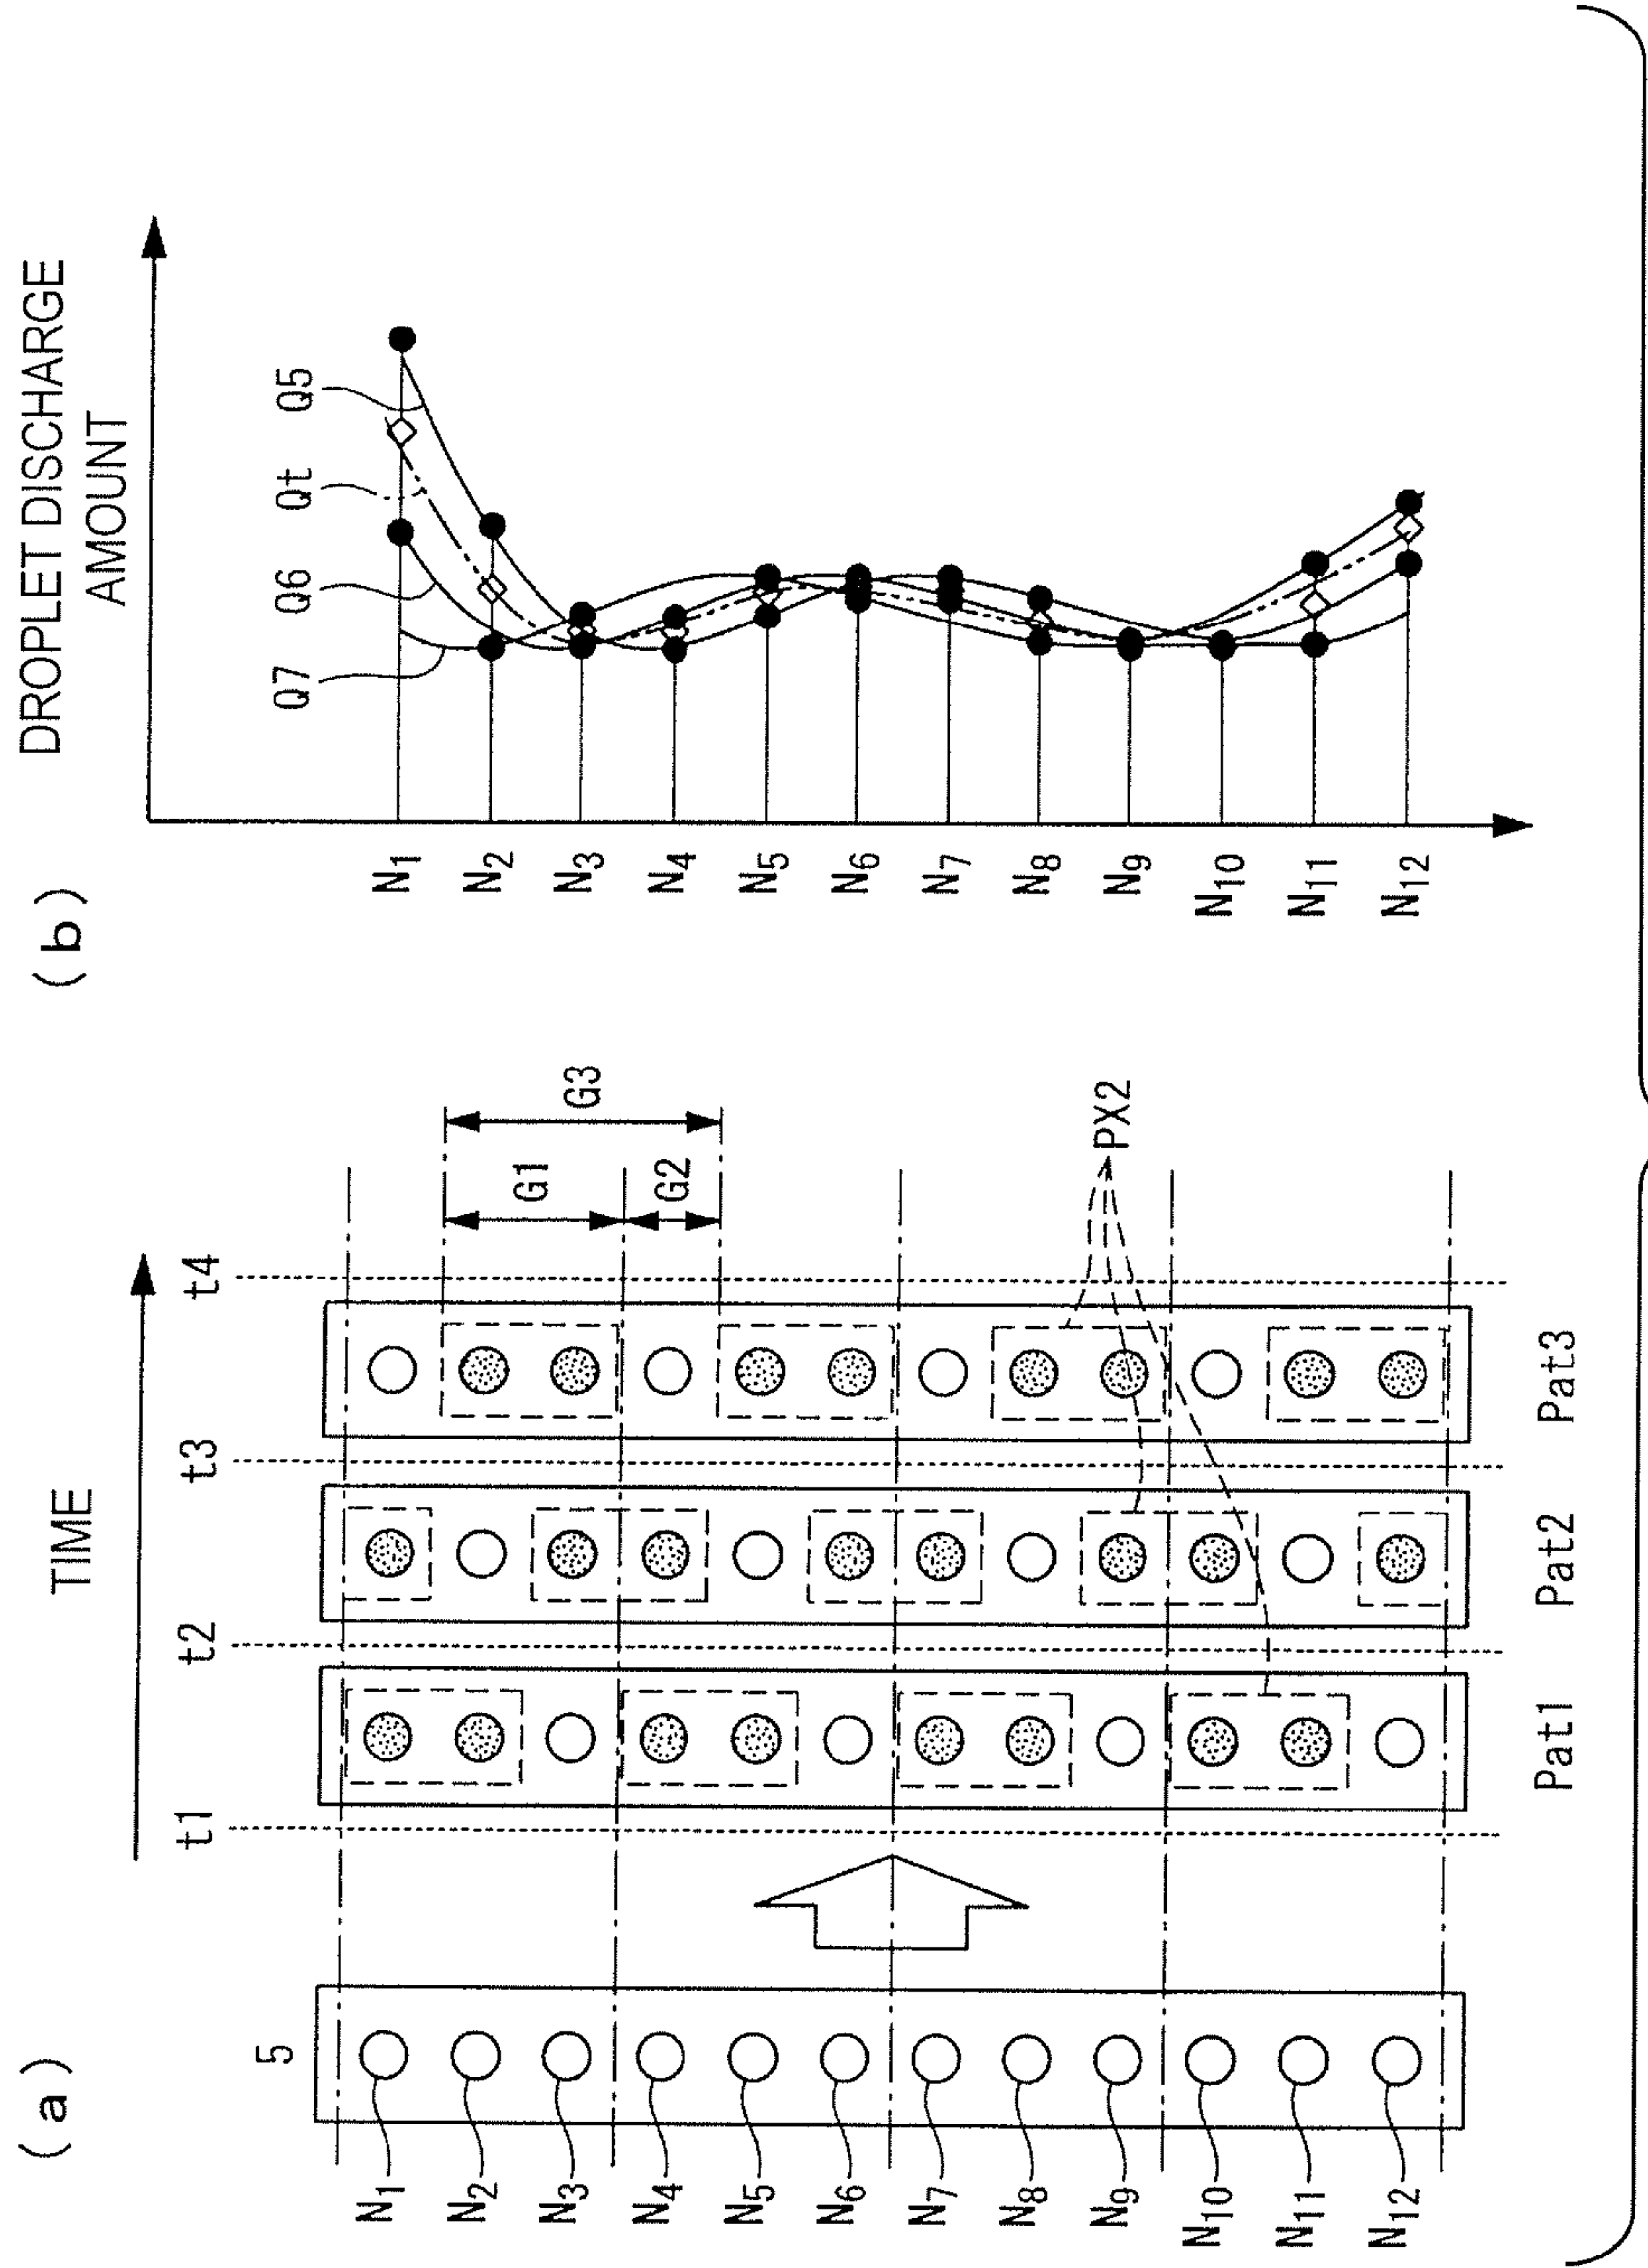 (a)
TIME
t1
t2
t3
t4
5
N1
N2
N3
N4
N5
N6
N7
N8
N9
N10
N11
N12
G1
G2
G3
PX2
Pat1
Pat2
Pat3
(b)
DROPLET DISCHARGE
AMOUNT
Q7
Q6
Qt
Q5
N1
N2
N3
N4
N5
N6
N7
N8
N9
N10
N11
N12